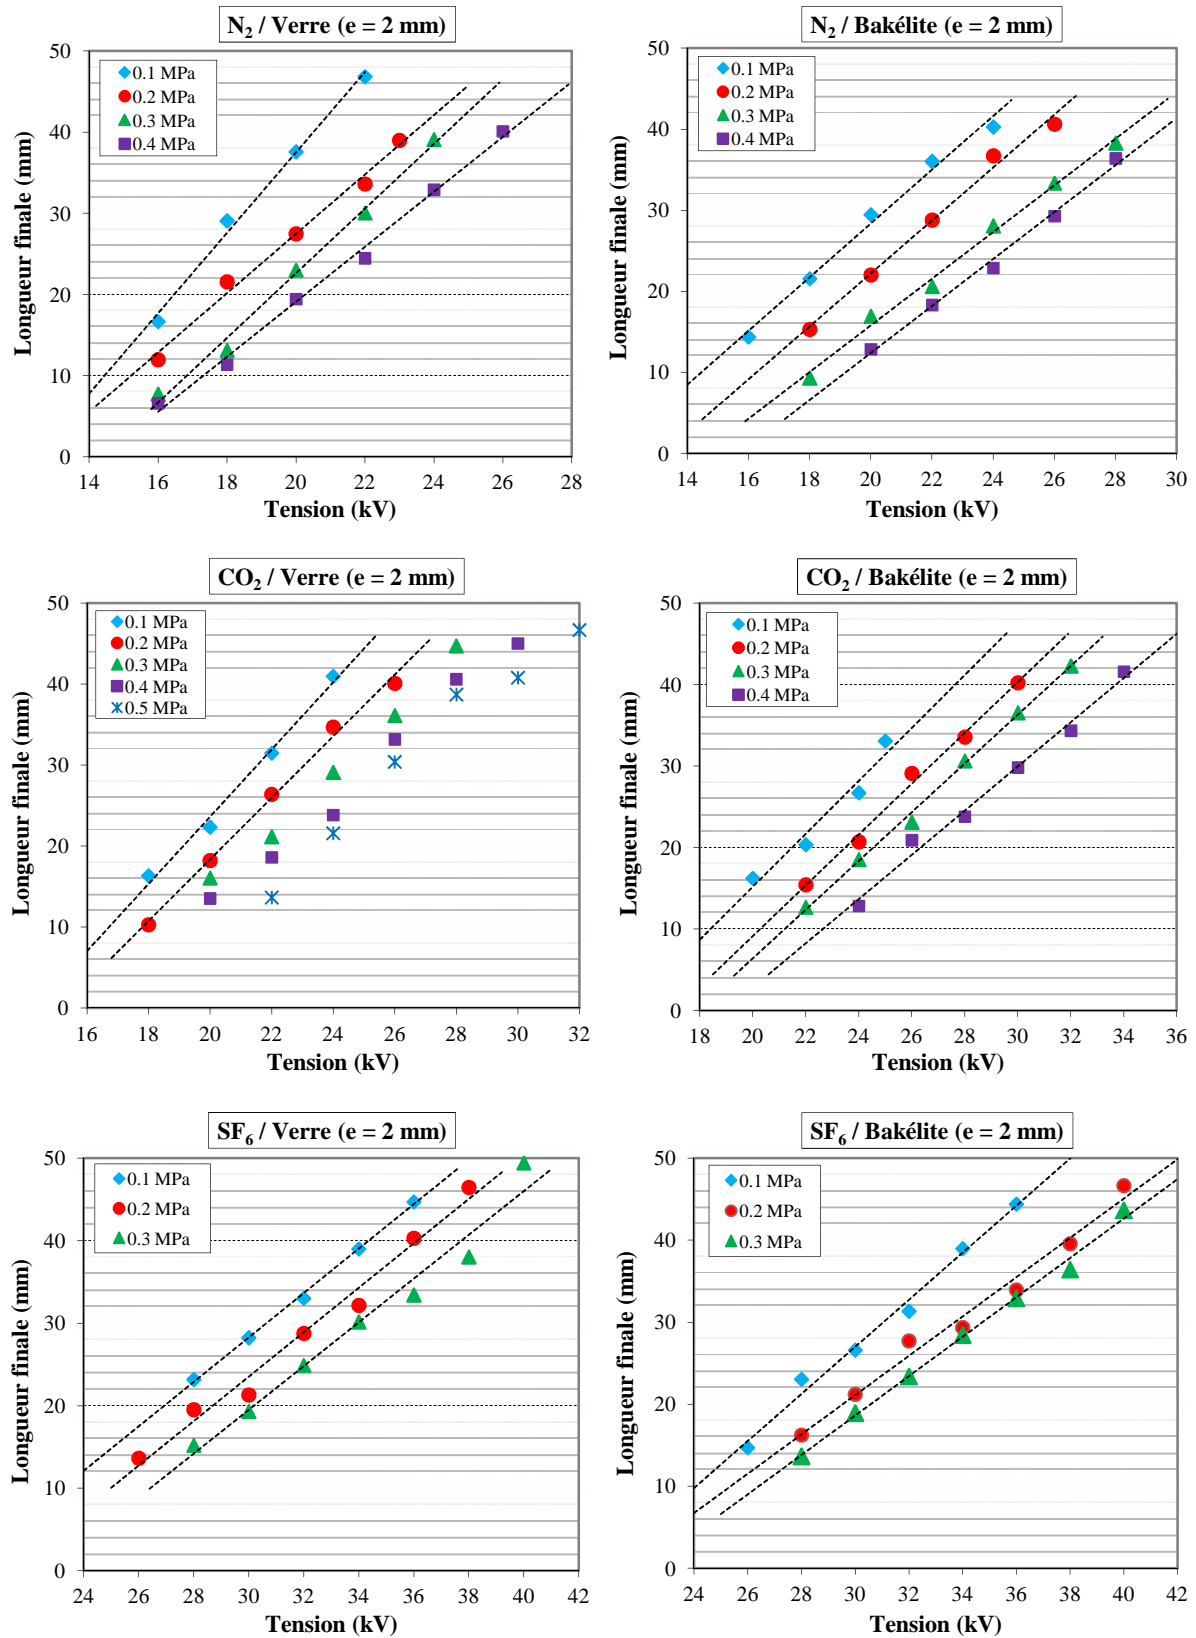 N₂ / Verre (e = 2 mm)
50
40
30
20
10
0
Longueur finale (mm)
0.1 MPa
0.2 MPa
0.3 MPa
0.4 MPa
14 16 18 20 22 24 26 28
Tension (kV)
N₂ / Bakélite (e = 2 mm)
50
40
30
20
10
0
Longueur finale (mm)
0.1 MPa
0.2 MPa
0.3 MPa
0.4 MPa
14 16 18 20 22 24 26 28 30
Tension (kV)
CO₂ / Verre (e = 2 mm)
50
40
30
20
10
0
Longueur finale (mm)
0.1 MPa
0.2 MPa
0.3 MPa
0.4 MPa
0.5 MPa
16 18 20 22 24 26 28 30 32
Tension (kV)
CO₂ / Bakélite (e = 2 mm)
50
40
30
20
10
0
Longueur finale (mm)
0.1 MPa
0.2 MPa
0.3 MPa
0.4 MPa
18 20 22 24 26 28 30 32 34 36
Tension (kV)
SF₆ / Verre (e = 2 mm)
50
40
30
20
10
0
Longueur finale (mm)
0.1 MPa
0.2 MPa
0.3 MPa
24 26 28 30 32 34 36 38 40 42
Tension (kV)
SF₆ / Bakélite (e = 2 mm)
50
40
30
20
10
0
Longueur finale (mm)
0.1 MPa
0.2 MPa
0.3 MPa
24 26 28 30 32 34 36 38 40 42
Tension (kV)